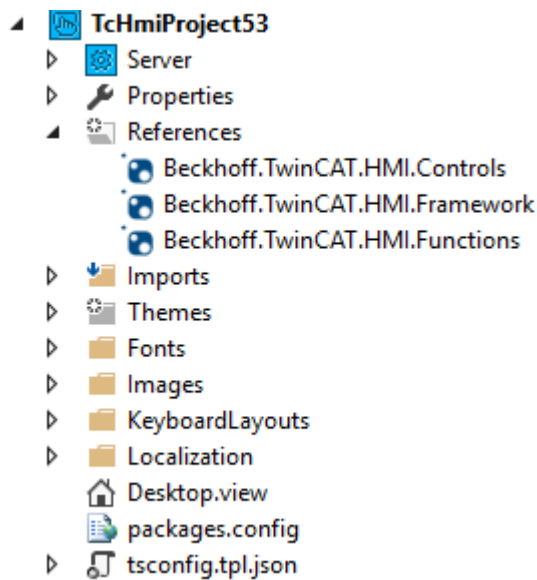 TcHmiProject53
Server
Properties
References
Beckhoff.TwinCAT.HMI.Controls
Beckhoff.TwinCAT.HMI.Framework
Beckhoff.TwinCAT.HMI.Functions
Imports
Themes
Fonts
Images
KeyboardLayouts
Localization
Desktop.view
packages.config
tsconfig.tpl.json